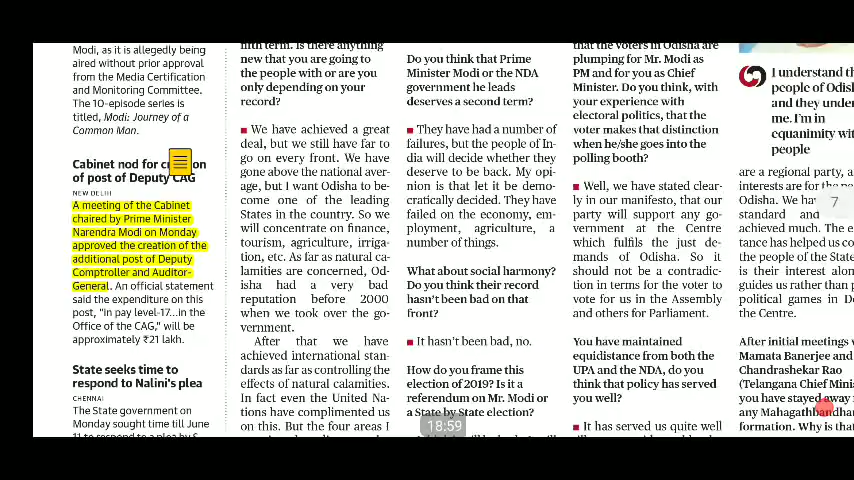 Modi, as it is allegedly being
aired without prior approval
from the Media Certification
and Monitoring Committee.
The 10-episode series is
titled, Modi: Journey of a
Common Man.
Cabinet nod for
of post of Deputy CAG
NEW DELHI
A meeting of the Cabinet
chaired by Prime Minister
Narendra Modi on Monday
approved the creation of the
additional post of Deputy
Comptroller and Auditor-
General. An official statement
said the expenditure on this
post, “in pay level-17...in the
Office of the CAG,” will be
approximately ₹21 lakh.
State seeks time to
respond to Nalini’s plea
CHENNAI
The State government on
Monday sought time till June
11 to respond to a plea by S.
fifth term. Is there anything
new that you are going to
the people with or are you
only depending on your
record?
■ We have achieved a great
deal, but we still have far to
go on every front. We have
gone above the national aver-
age, but I want Odisha to be-
come one of the leading
States in the country. So we
will concentrate on finance,
tourism, agriculture, irriga-
tion, etc. As far as natural ca-
lamities are concerned, Od-
isha had a very bad
reputation before 2000
when we took over the go-
vernment.
After that we have
achieved international stan-
dards as far as controlling the
effects of natural calamities.
In fact even the United Na-
tions have complimented us
on this. But the four areas I
Do you think that Prime
Minister Modi or the NDA
government he leads
deserves a second term?
■ They have had a number of
failures, but the people of In-
dia will decide whether they
deserve to be back. My opi-
nion is that let it be demo-
cratically decided. They have
failed on the economy, em-
ployment, agriculture, a
number of things.
What about social harmony?
Do you think their record
hasn’t been bad on that
front?
■ It hasn’t been bad, no.
How do you frame this
election of 2019? Is it a
referendum on Mr. Modi or
a State by State election?
18:59
that the voters in Odisha are
plumping for Mr. Modi as
PM and for you as Chief
Minister. Do you think, with
your experience with
electoral politics, that the
voter makes that distinction
when he/she goes into the
polling booth?
■ Well, we have stated clear-
ly in our manifesto, that our
party will support any go-
vernment at the Centre
which fulfils the just de-
mands of Odisha. So it
should not be a contradic-
tion in terms for the voter to
vote for us in the Assembly
and others for Parliament.
You have maintained
equidistance from both the
UPA and the NDA, do you
think that policy has served
you well?
■ It has served us quite well
I understand th
people of Odish
and they under
me. I’m in
equanimity wit
people
are a regional party, a
interests are for the
Odisha. We ha
standard and
achieved much. The e
tance has helped us co
the people of the State
is their interest alon
guides us rather than p
political games in De
the Centre.
7
After initial meetings w
Mamata Banerjee and
Chandrashekar Rao
(Telangana Chief Minis
you have stayed away
any Mahagathbandhan
formation. Why is that